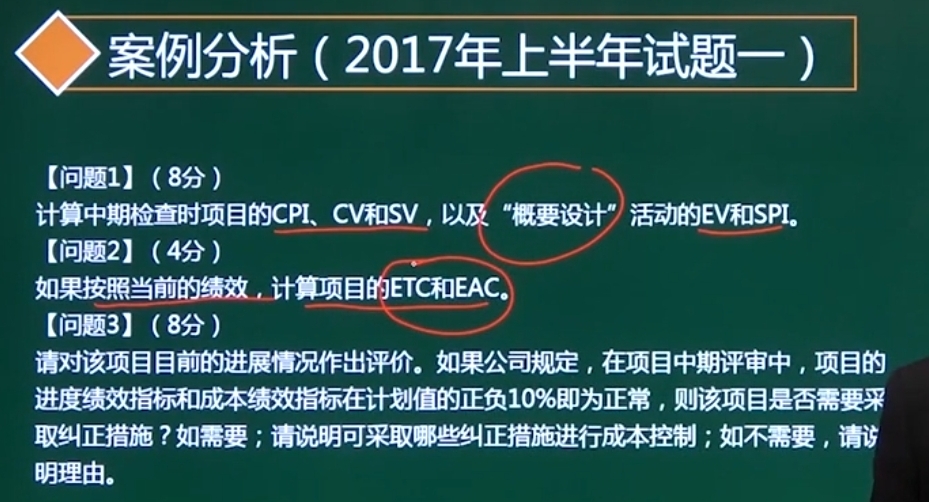 案例分析（2017年上半年试题一）
【问题1】（8分）
计算中期检查时项目的CPI、CV和SV，以及“概要设计”活动的EV和SPI。
【问题2】（4分）
如果按照当前的绩效，计算项目的ETC和EAC。
【问题3】（8分）
请对该项目目前的进展情况作出评价。如果公司规定，在项目中期评审中，项目的
进度绩效指标和成本绩效指标在计划值的正负10%即为正常，则该项目是否需要采
取纠正措施？如需要；请说明可采取哪些纠正措施进行成本控制；如不需要，请说
明理由。